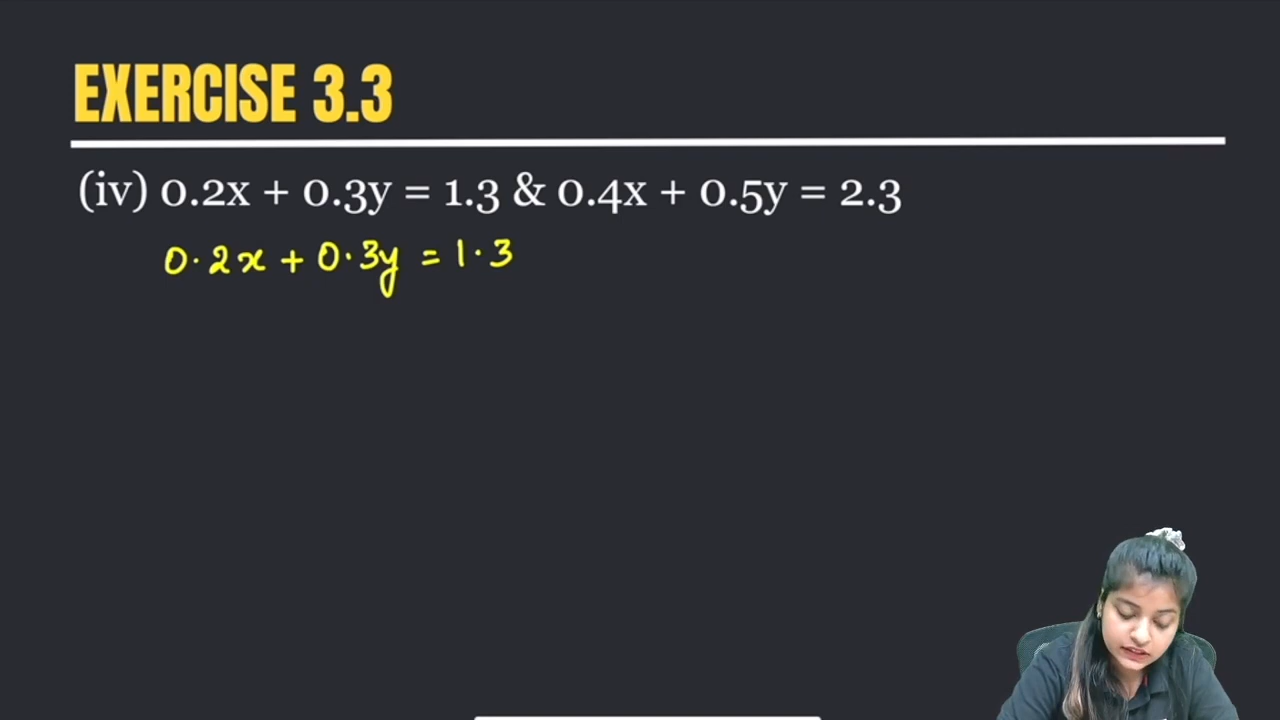 EXERCISE 3.3
(iv) 0.2x + 0.3y = 1.3 & 0.4x + 0.5y = 2.3
0.2x + 0.3y = 1.3